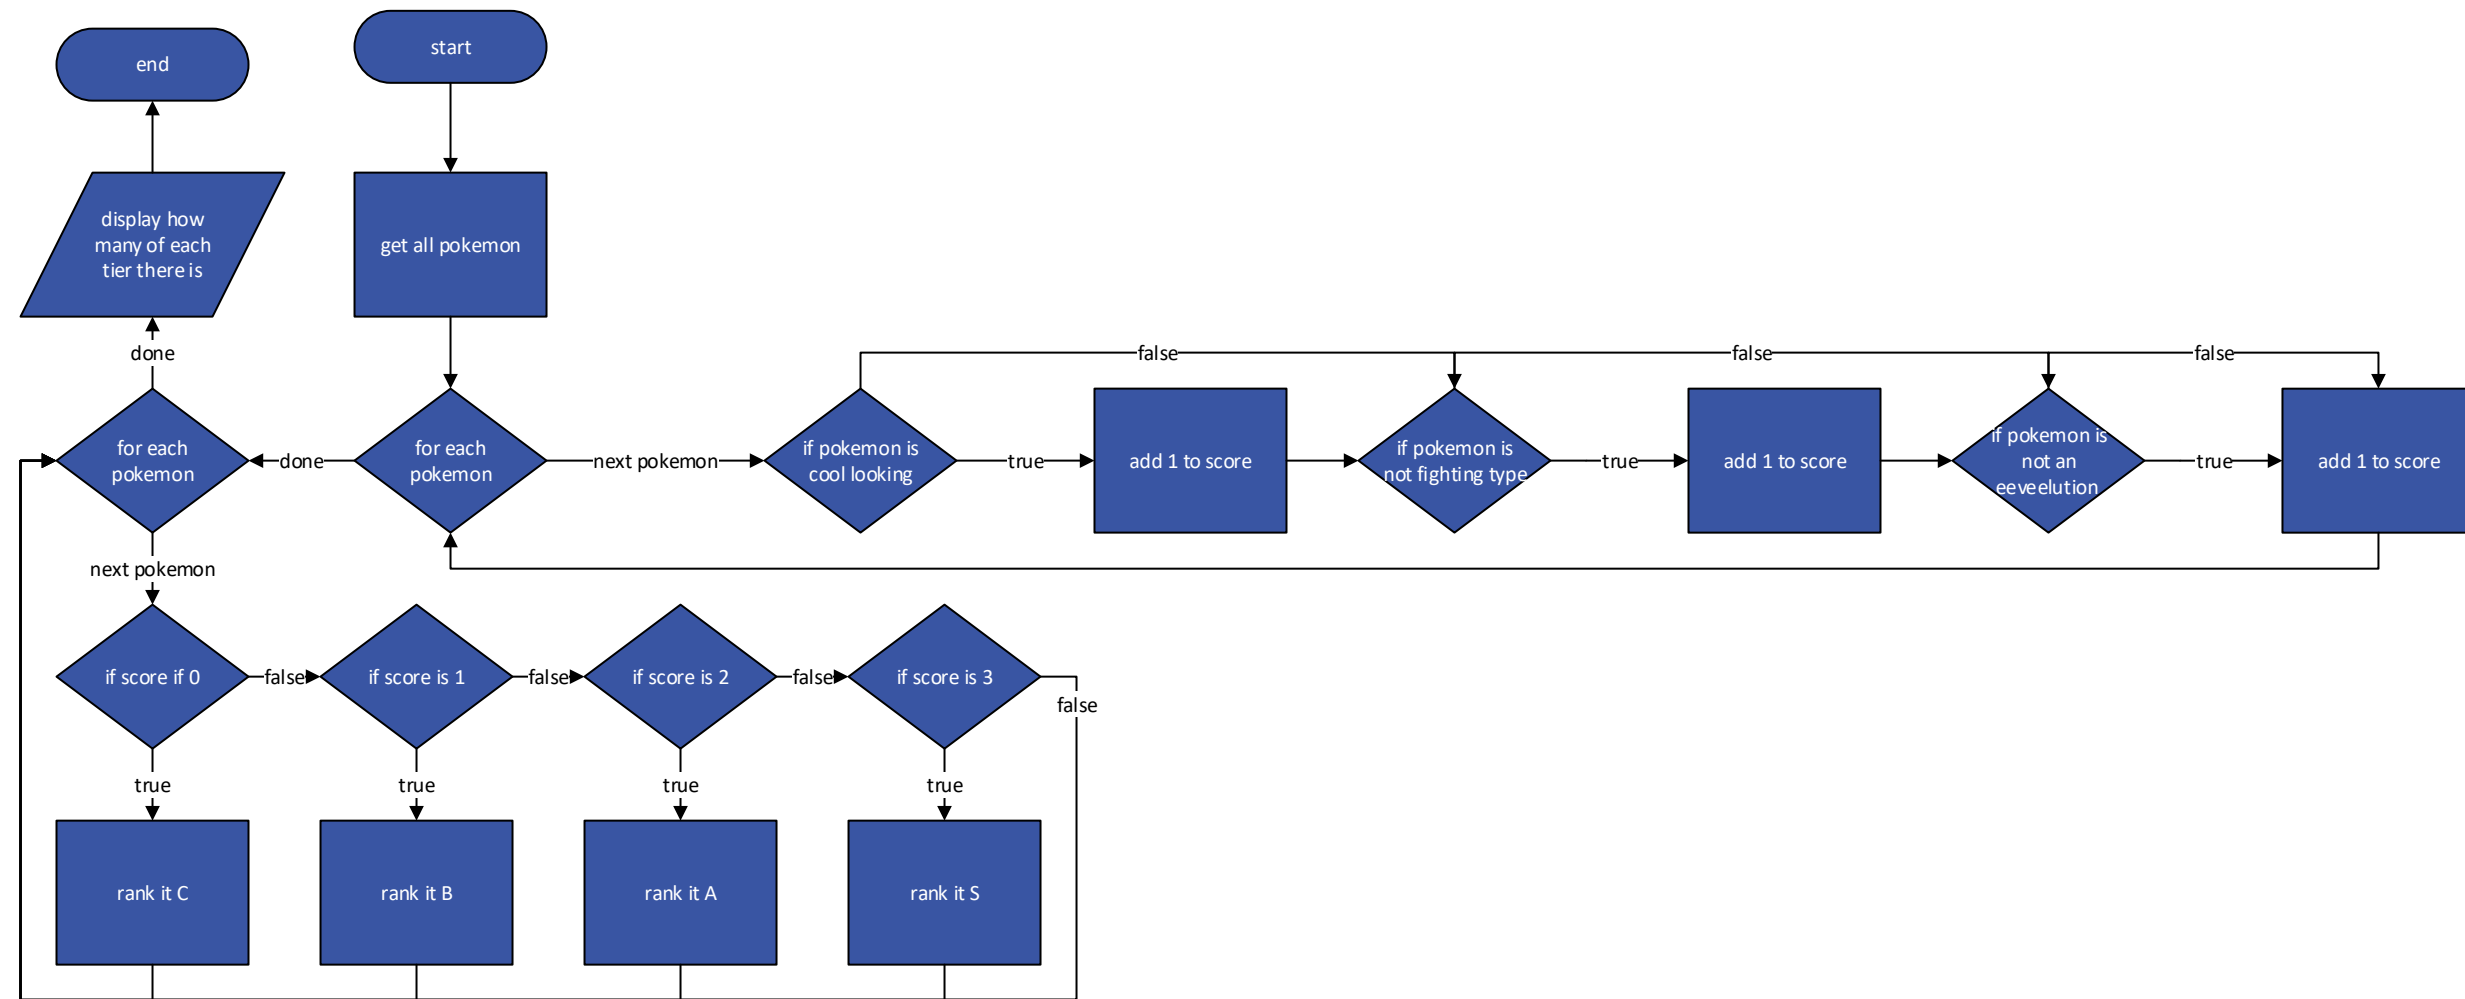 end
start
display how
many of each
tier there is
get all pokemon
done
false
false
false
for each
pokemon
done
for each
pokemon
next pokemon
if pokemon is
cool looking
true
add 1 to score
if pokemon is
not fighting type
true
add 1 to score
if pokemon is
not an
eeveelution
true
add 1 to score
next pokemon
if score if 0
false
if score is 1
false
if score is 2
false
if score is 3
false
true
true
true
true
rank it C
rank it B
rank it A
rank it S